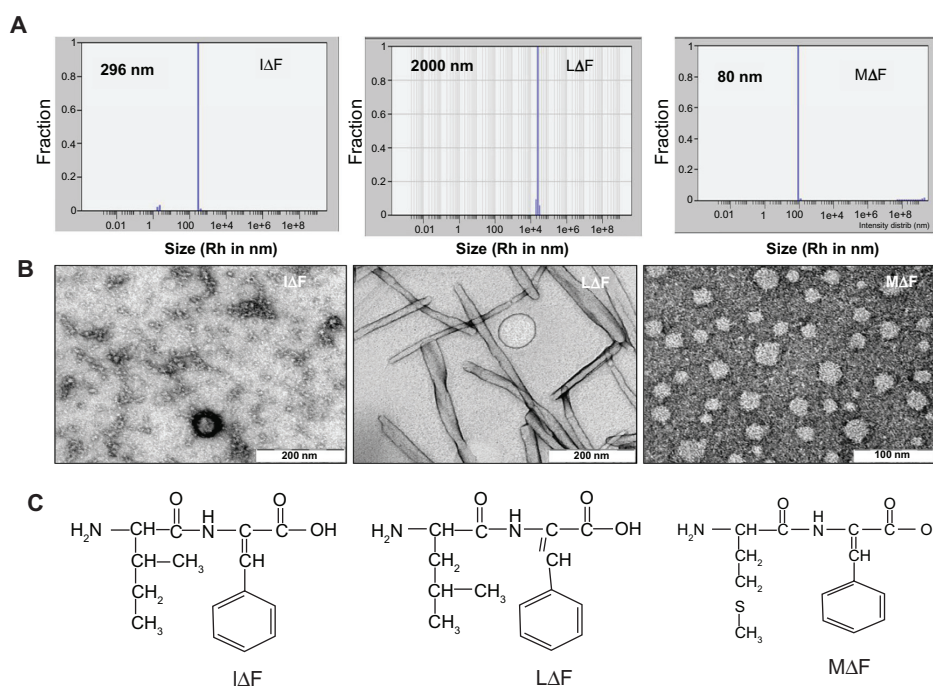 A
296 nm
IΔF
Fraction
1
0.8
0.6
0.4
0.2
0
0.01
1
100
1e4
1e+6
1e+8
Size (Rh in nm)
2000 nm
LΔF
Fraction
1
0.8
0.6
0.4
0.2
0
0.01
1
100
1e+4
1e+6
1e+8
Size (Rh in nm)
80 nm
MΔF
Fraction
1
0.8
0.6
0.4
0.2
0
0.01
1
100
1e+4
1e+6
1e+8
Intensity distrib (nm)
Size (Rh in nm)
B
IΔF
200 nm
LΔF
200 nm
MΔF
100 nm
C
O O
H₂N CH C H N C OH
CH CH₃ CH
CH₂
CH₃
IΔF
O O
H₂N CH C H N C OH
CH₂ CH
CH CH₃
CH₃
LΔF
O O
H₂N C H N C O
CH₂ CH
CH₂
S
CH₃
MΔF